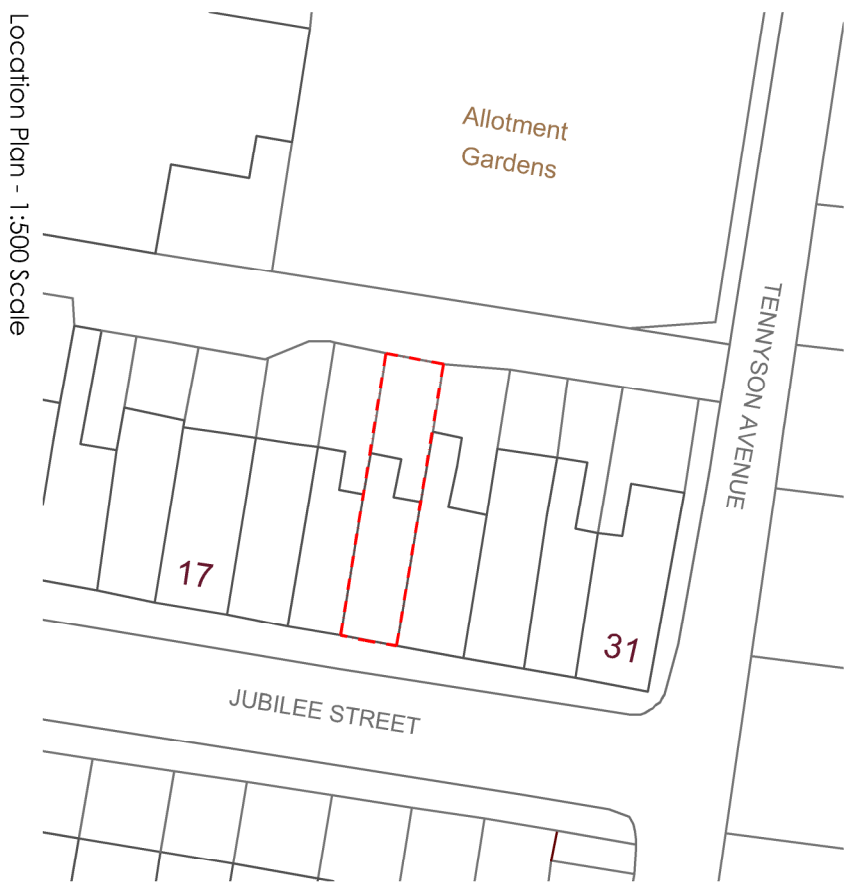 Location Plan - 1:500 Scale
Allotment
Gardens
TENNYSON AVENUE
17
31
JUBILEE STREET